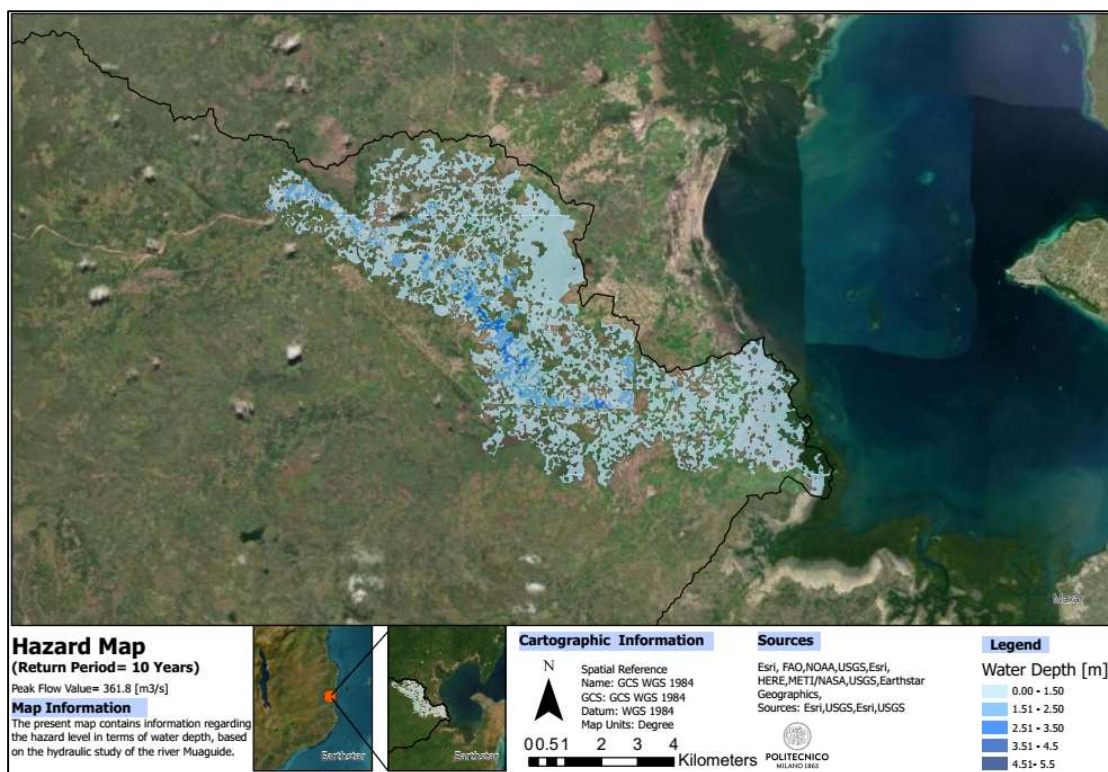 Mazar
Hazard Map
(Return Period= 10 Years)
Peak Flow Value= 361.8 [m3/s]
Map Information
The present map contains information regarding
the hazard level in terms of water depth, based
on the hydraulic study of the river Muaguide.
Earthstar
Earthstar
Cartographic Information
N
Spatial Reference
Name: GCS WGS 1984
GCS: GCS WGS 1984
Datum: WGS 1984
Map Units: Degree
0 0.5 1 2 3 4
Kilometers
Sources
Esri, FAO,NOAA,USGS,Esri,
HERE,METI/NASA,USGS,Earthstar
Geographics,
Sources: Esri,USGS,Esri,USGS
POLITECNICO
MILANO 1863
Legend
Water Depth [m]
0.00 - 1.50
1.51 - 2.50
2.51 - 3.50
3.51 - 4.5
4.51- 5.5